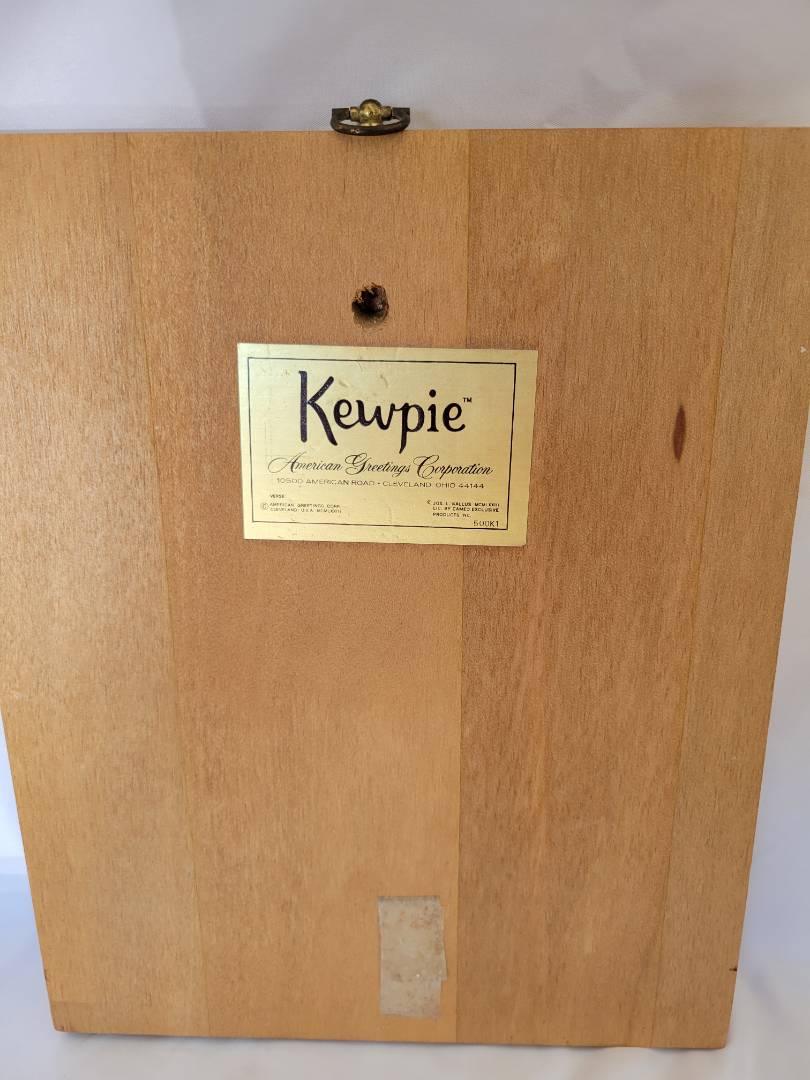 Kewpie™
American Greetings Corporation
10500 AMERICAN ROAD • CLEVELAND, OHIO 44144
VERSE:
© AMERICAN GREETINGS CORP.
CLEVELAND, U.S.A.
© JOS. L. KALLUS
LIC. BY CAMEO EXCLUSIVE
PRODUCTS INC.
500K1